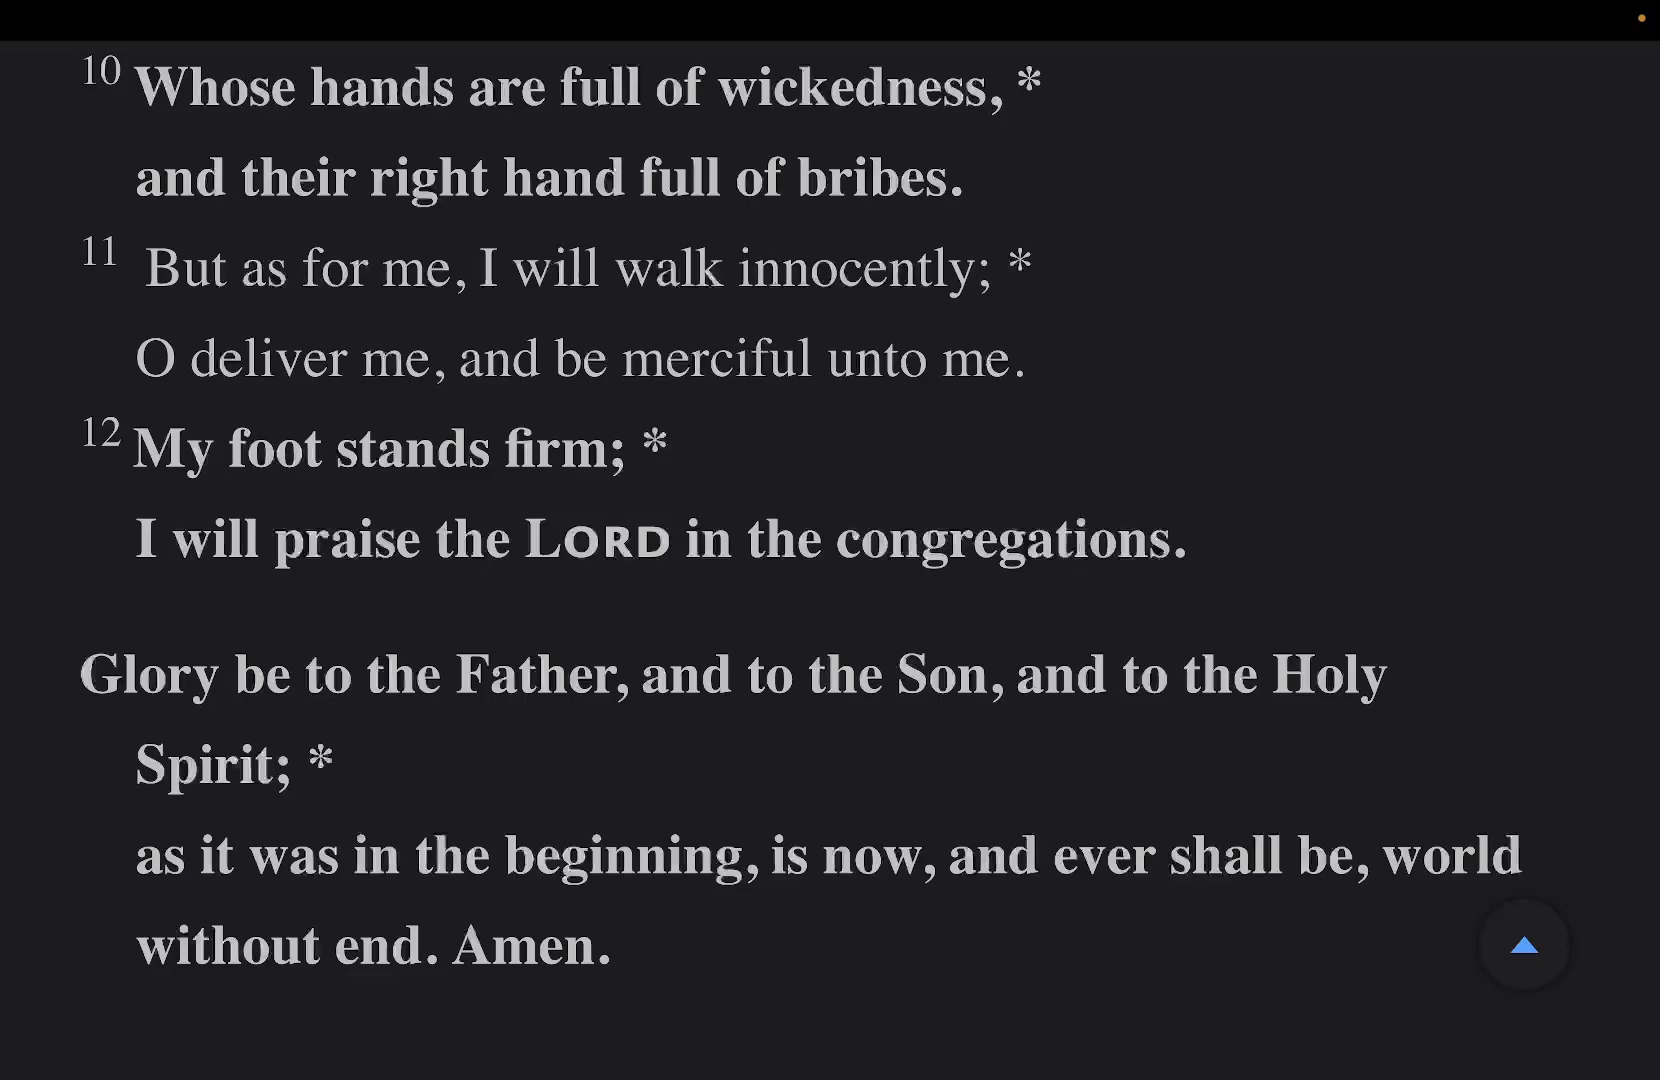 10 Whose hands are full of wickedness, *
and their right hand full of bribes.
11 But as for me, I will walk innocently; *
O deliver me, and be merciful unto me.
12 My foot stands firm; *
I will praise the LORD in the congregations.
Glory be to the Father, and to the Son, and to the Holy
Spirit; *
as it was in the beginning, is now, and ever shall be, world
without end. Amen.